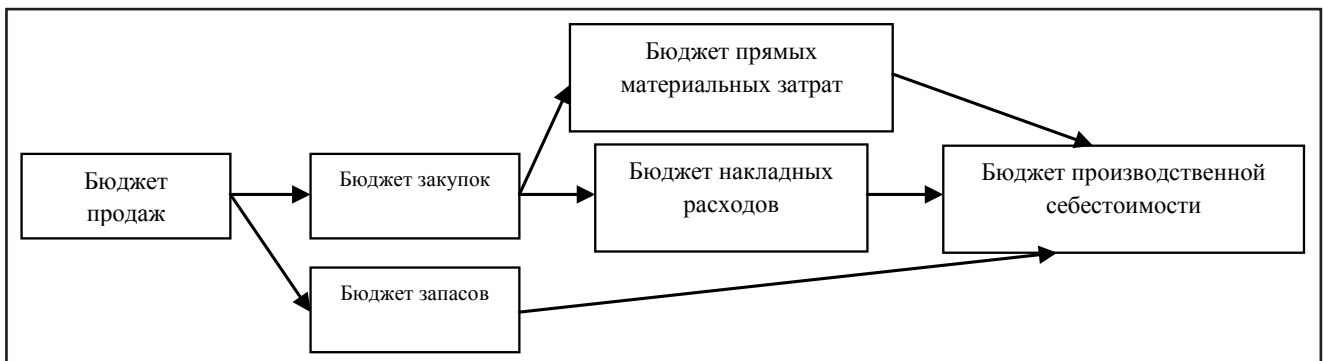 Бюджет прямых
материальных затрат
Бюджет
продаж
Бюджет закупок
Бюджет накладных
расходов
Бюджет производственной
себестоимости
Бюджет запасов